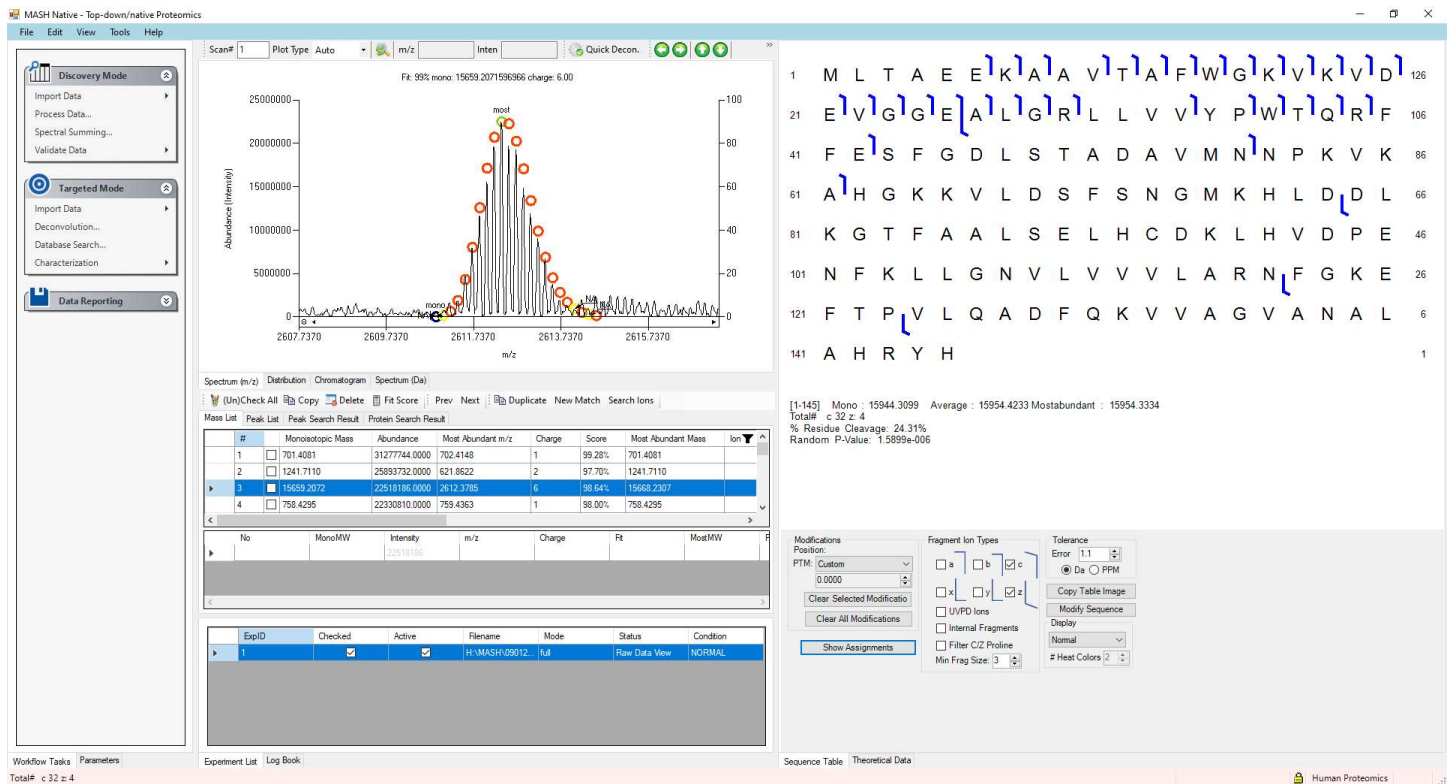 MASH Native - Top-down/native Proteomics
File Edit View Tools Help
Discovery Mode
Import Data
Process Data...
Spectral Summing...
Validate Data
Targeted Mode
Import Data
Deconvolution...
Database Search...
Characterization
Data Reporting
Workflow Tasks Parameters
Scan# 1 Plot Type Auto m/z Inten Quick Decon. »
Fit: 99% mono: 15659.2071596966 charge: 6.00
Abundance (Intensity)
25000000
20000000
15000000
10000000
5000000
0
100
80
60
40
20
0
most
mono
2607.7370 2609.7370 2611.7370 2613.7370 2615.7370
m/z
Spectrum (m/z) Distribution Chromatogram Spectrum (Da)
(Un)Check All Copy Delete Fit Score Prev Next Duplicate New Match Search Ions
Mass List Peak List Peak Search Result Protein Search Result
# Monoisotopic Mass Abundance Most Abundant m/z Charge Score Most Abundant Mass Ion
1 701.4081 31277744.0000 702.4148 1 99.28% 701.4081
2 1241.7110 25893732.0000 621.8622 2 97.70% 1241.7110
3 15659.2072 22518186.0000 2612.3785 6 98.64% 15668.2307
4 758.4295 22330810.0000 759.4363 1 98.00% 758.4295
No MonoMW Intensity m/z Charge Fit MostMW F
22518186
ExpID Checked Active Filename Mode Status Condition
1 H:\MASH\09012... full Raw Data View NORMAL
Experiment List Log Book
1 M L T A E E K A A V T A F W G K V K V D 126
21 E V G G E A L G R L L V V Y P W T Q R F 106
41 F E S F G D L S T A D A V M N N P K V K 86
61 A H G K K V L D S F S N G M K H L D D L 66
81 K G T F A A L S E L H C D K L H V D P E 46
101 N F K L L G N V L V V V L A R N F G K E 26
121 F T P V L Q A D F Q K V V A G V A N A L 6
141 A H R Y H 1
[1-145] Mono : 15944.3099 Average : 15954.4233 Mostabundant : 15954.3334
Total# c 32 z: 4
% Residue Cleavage: 24.31%
Random P-Value: 1.5899e-006
Modifications
Position:
PTM: Custom
0.0000
Clear Selected Modificatio
Clear All Modifications
Show Assignments
Fragment Ion Types
a b c
x y z
UVPD Ions
Internal Fragments
Filter C/Z Proline
Min Frag Size: 3
Tolerance
Error 1.1
Da PPM
Copy Table Image
Modify Sequence
Display
Normal
# Heat Colors 2
Sequence Table Theoretical Data
Total# c 32 z: 4
Human Proteomics